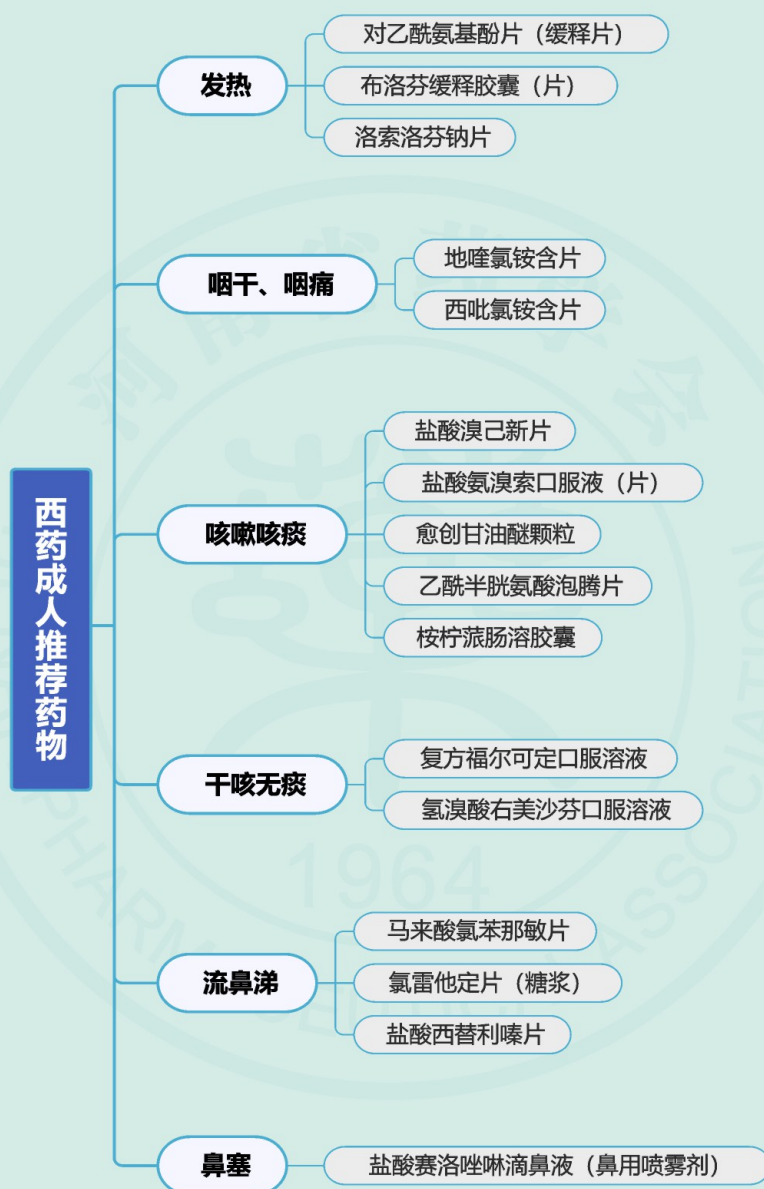 西药成人推荐药物
发热
对乙酰氨基酚片（缓释片）
布洛芬缓释胶囊（片）
洛索洛芬钠片
咽干、咽痛
地喹氯铵含片
西吡氯铵含片
咳嗽咳痰
盐酸溴己新片
盐酸氨溴索口服液（片）
愈创甘油醚颗粒
乙酰半胱氨酸泡腾片
桉柠蒎肠溶胶囊
干咳无痰
复方福尔可定口服溶液
氢溴酸右美沙芬口服溶液
流鼻涕
马来酸氯苯那敏片
氯雷他定片（糖浆）
盐酸西替利嗪片
鼻塞
盐酸赛洛唑啉滴鼻液（鼻用喷雾剂）
河南省药学会
1964